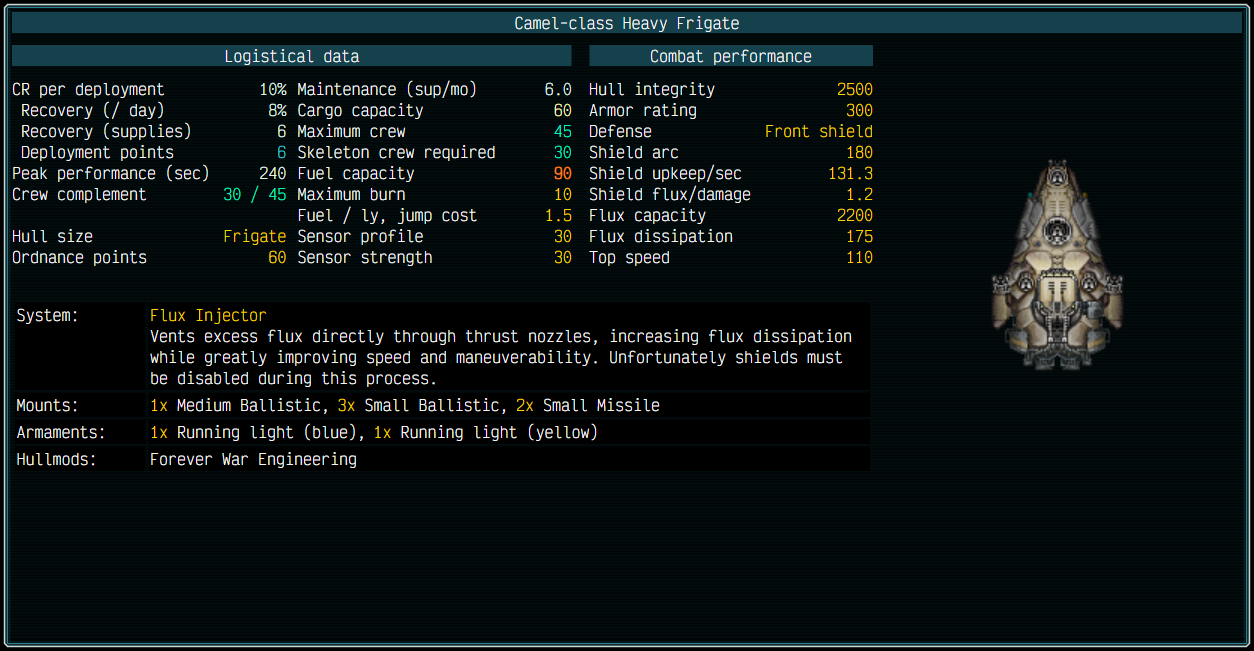 Camel-class Heavy Frigate
Logistical data
Combat performance
CR per deployment 10% Maintenance (sup/mo) 6.0 Hull integrity 2500
Recovery (/ day) 8% Cargo capacity 60 Armor rating 300
Recovery (supplies) 6 Maximum crew 45 Defense Front shield
Deployment points 6 Skeleton crew required 30 Shield arc 180
Peak performance (sec) 240 Fuel capacity 90 Shield upkeep/sec 131.3
Crew complement 30 / 45 Maximum burn 10 Shield flux/damage 1.2
Fuel / ly, jump cost 1.5 Flux capacity 2200
Hull size Frigate Sensor profile 30 Flux dissipation 175
Ordnance points 60 Sensor strength 30 Top speed 110
System: Flux Injector
Vents excess flux directly through thrust nozzles, increasing flux dissipation
while greatly improving speed and maneuverability. Unfortunately shields must
be disabled during this process.
Mounts: 1x Medium Ballistic, 3x Small Ballistic, 2x Small Missile
Armaments: 1x Running light (blue), 1x Running light (yellow)
Hullmods: Forever War Engineering